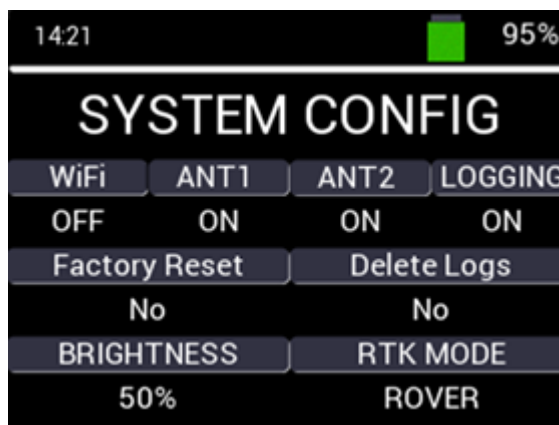 14:21 95%
SYSTEM CONFIG
WiFi ANT1 ANT2 LOGGING
OFF ON ON ON
Factory Reset Delete Logs
No No
BRIGHTNESS RTK MODE
50% ROVER